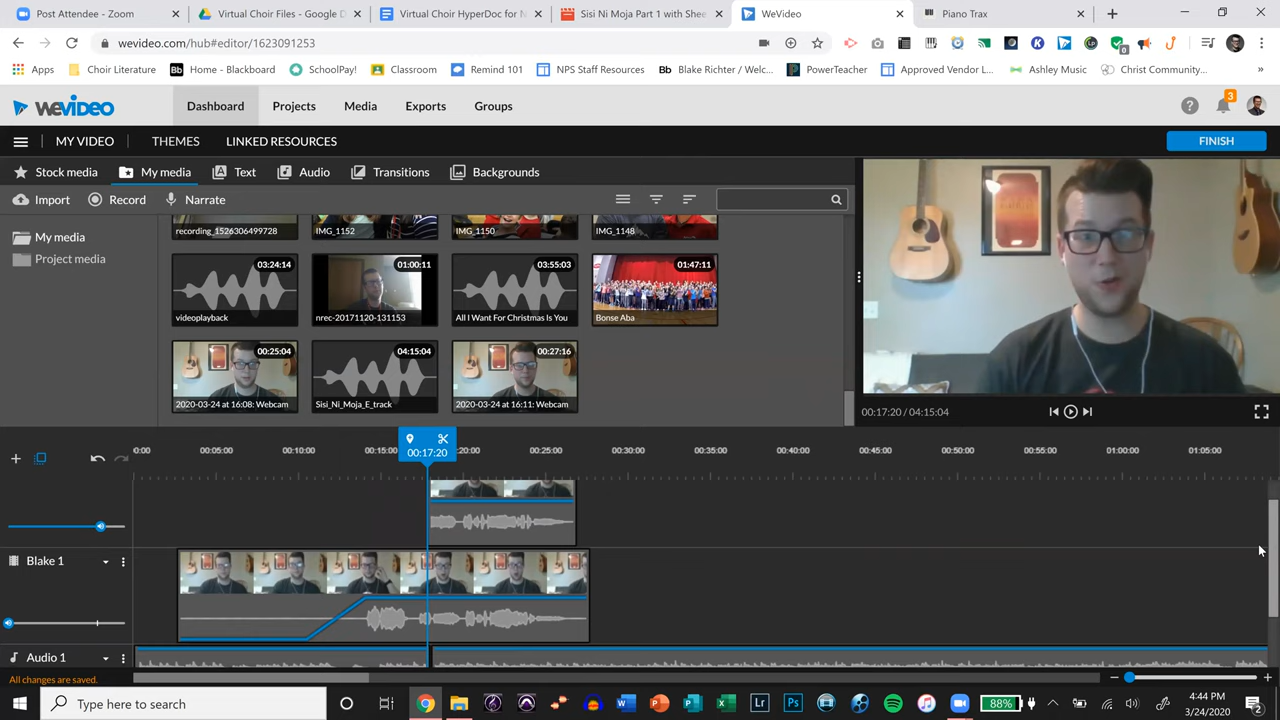 Post Attendee - Zoom
Virtual Choir Files - Google D
Virtual Choir HyperDoc for N
Sisi Ni Moja Part 1 with Shee
WeVideo
Piano Trax
wevideo.com/hub#editor/1623091253
Apps
Choir Literature
Bb Home - Blackboard
SchoolPay!
Classroom
Remind 101
NPS Staff Resources
Bb Blake Richter / Welc...
PowerTeacher
Approved Vendor L...
Ashley Music
Christ Community...
»
wevideo
Dashboard
Projects
Media
Exports
Groups
3
MY VIDEO
THEMES
LINKED RESOURCES
FINISH
Stock media
My media
Text
Audio
Transitions
Backgrounds
Import
Record
Narrate
My media
Project media
recording_1526306499728
IMG_1152
IMG_1150
IMG_1148
03:24:14
01:00:11
03:55:03
01:47:11
videoplayback
nrec-20171120-131153
All I Want For Christmas Is You
Bonse Aba
00:25:04
04:15:04
00:27:16
2020-03-24 at 16:08: Webcam
Sisi_Ni_Moja_E_track
2020-03-24 at 16:11: Webcam
00:17:20 / 04:15:04
0:00
00:05:00
00:10:00
00:15:00
00:17:20
00:20:00
00:25:00
00:30:00
00:35:00
00:40:00
00:45:00
00:50:00
00:55:00
01:00:00
01:05:00
Blake 1
Audio 1
All changes are saved.
Type here to search
Lr
Ps
88%
4:44 PM
3/24/2020
2